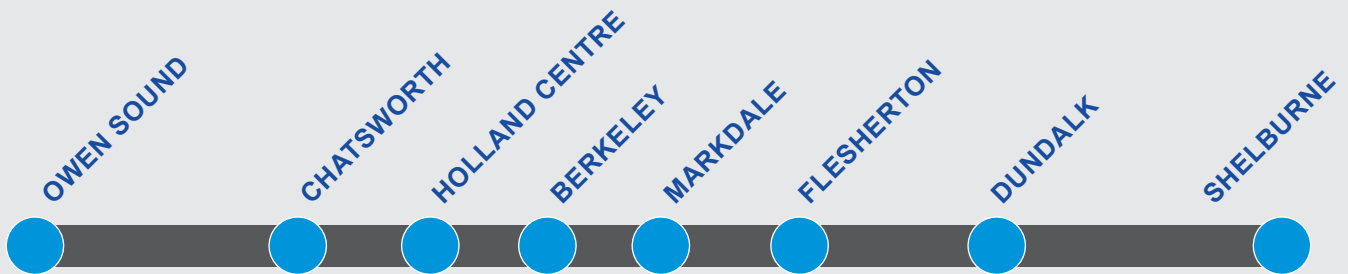 OWEN SOUND
CHATSWORTH
HOLLAND CENTRE
BERKELEY
MARKDALE
FLESHERTON
DUNDALK
SHELBURNE